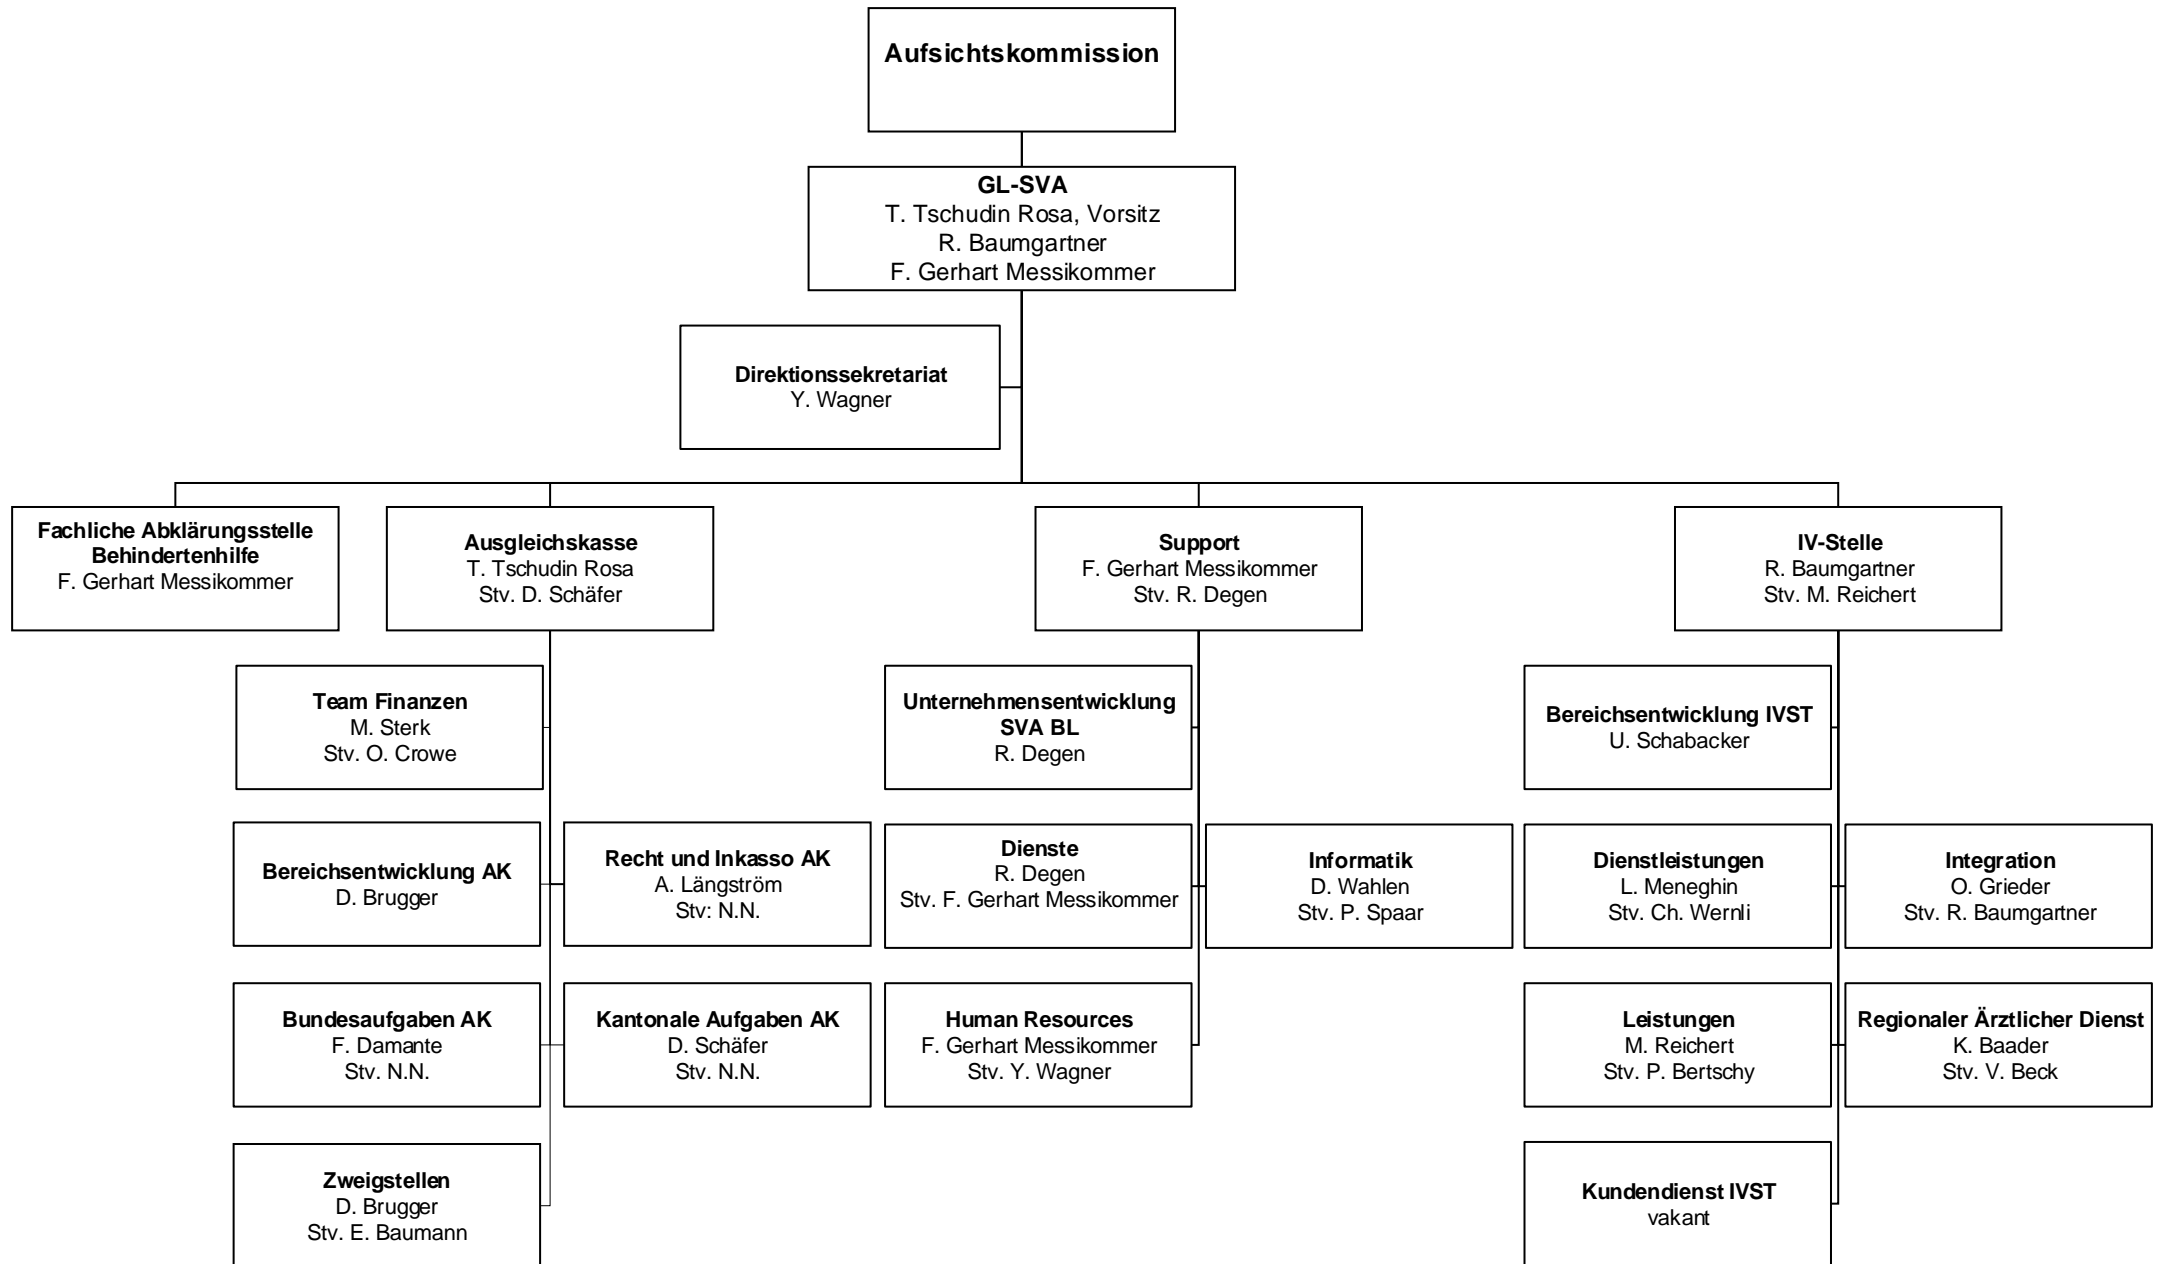 Aufsichtskommission
GL-SVA
T. Tschudin Rosa, Vorsitz
R. Baumgartner
F. Gerhart Messikommer
Direktionssekretariat
Y. Wagner
Fachliche Abklärungsstelle
Behindertenhilfe
F. Gerhart Messikommer
Ausgleichskasse
T. Tschudin Rosa
Stv. D. Schäfer
Support
F. Gerhart Messikommer
Stv. R. Degen
IV-Stelle
R. Baumgartner
Stv. M. Reichert
Team Finanzen
M. Sterk
Stv. O. Crowe
Unternehmensentwicklung
SVA BL
R. Degen
Bereichsentwicklung IVST
U. Schabacker
Bereichsentwicklung AK
D. Brugger
Recht und Inkasso AK
A. Längström
Stv: N.N.
Dienste
R. Degen
Stv. F. Gerhart Messikommer
Informatik
D. Wahlen
Stv. P. Spaar
Dienstleistungen
L. Meneghin
Stv. Ch. Wernli
Integration
O. Grieder
Stv. R. Baumgartner
Bundesaufgaben AK
F. Damante
Stv. N.N.
Kantonale Aufgaben AK
D. Schäfer
Stv. N.N.
Human Resources
F. Gerhart Messikommer
Stv. Y. Wagner
Leistungen
M. Reichert
Stv. P. Bertschy
Regionaler Ärztlicher Dienst
K. Baader
Stv. V. Beck
Zweigstellen
D. Brugger
Stv. E. Baumann
Kundendienst IVST
vakant